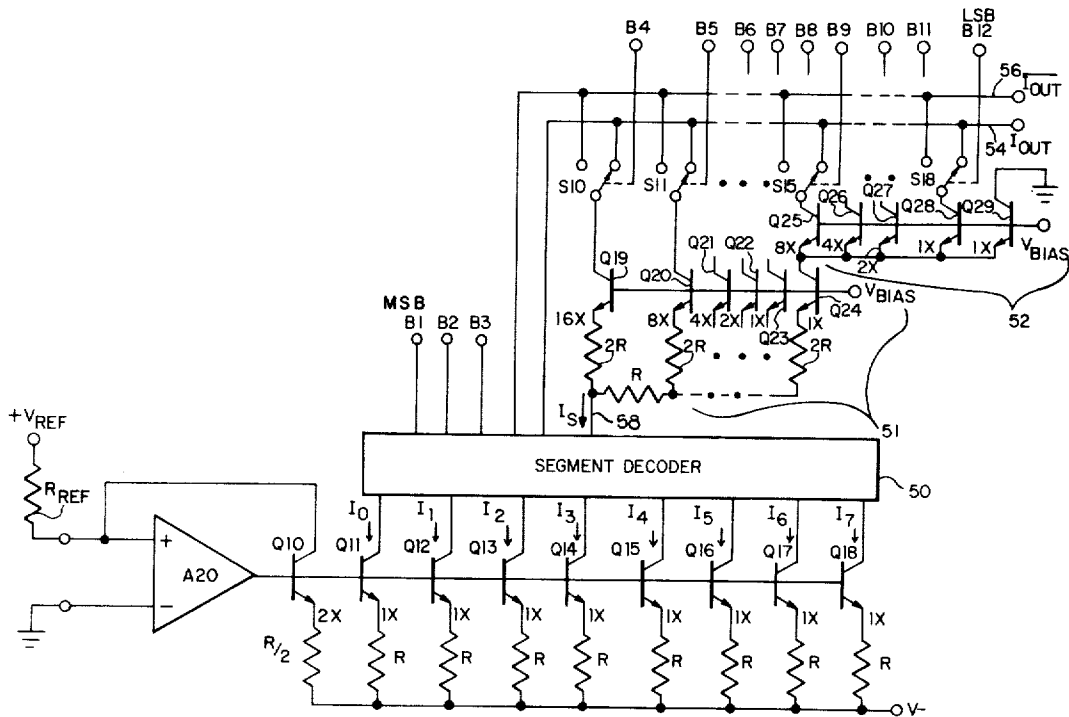 LSB
B4 B5 B6 B7 B8 B9 B10 B11 B12
56 I̅OUT
54 IOUT
S10 S11 S15 S18
Q26 Q27 Q28 Q29
Q25
8X 4X 2X 1X 1X VBIAS
Q19 Q20 Q21 Q22 VBIAS
Q24
Q23
52
16X 8X 4X 2X 1X 1X
MSB
B1 B2 B3
2R 2R 2R
R
IS 58
51
+VREF
RREF
SEGMENT DECODER
50
I0 I1 I2 I3 I4 I5 I6 I7
Q10 Q11 Q12 Q13 Q14 Q15 Q16 Q17 Q18
+
A20
−
2X 1X 1X 1X 1X 1X 1X 1X 1X
R/2 R R R R R R R R
V-